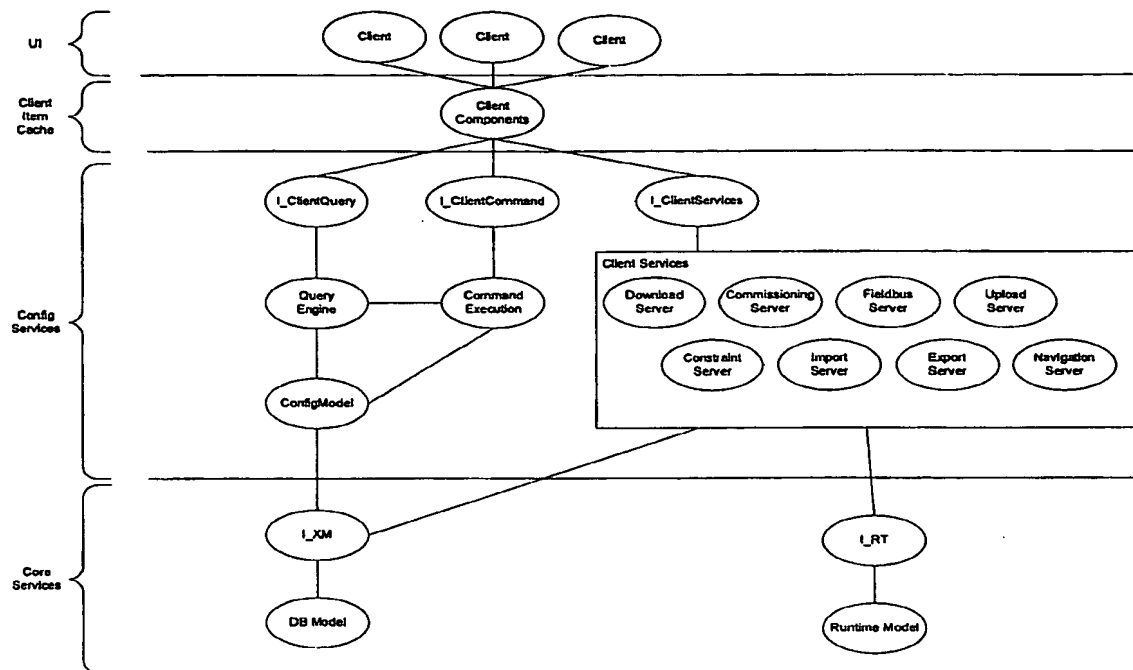 UI
Client
Client
Client
Client
Item
Cache
Client
Components
Config
Services
I_ClientQuery
I_ClientCommand
I_ClientServices
Client Services
Download
Server
Commissioning
Server
Fieldbus
Server
Upload
Server
Query
Engine
Command
Execution
Constraint
Server
Import
Server
Export
Server
Navigation
Server
ConfigModel
Core
Services
I_XM
I_RT
DB Model
Runtime Model